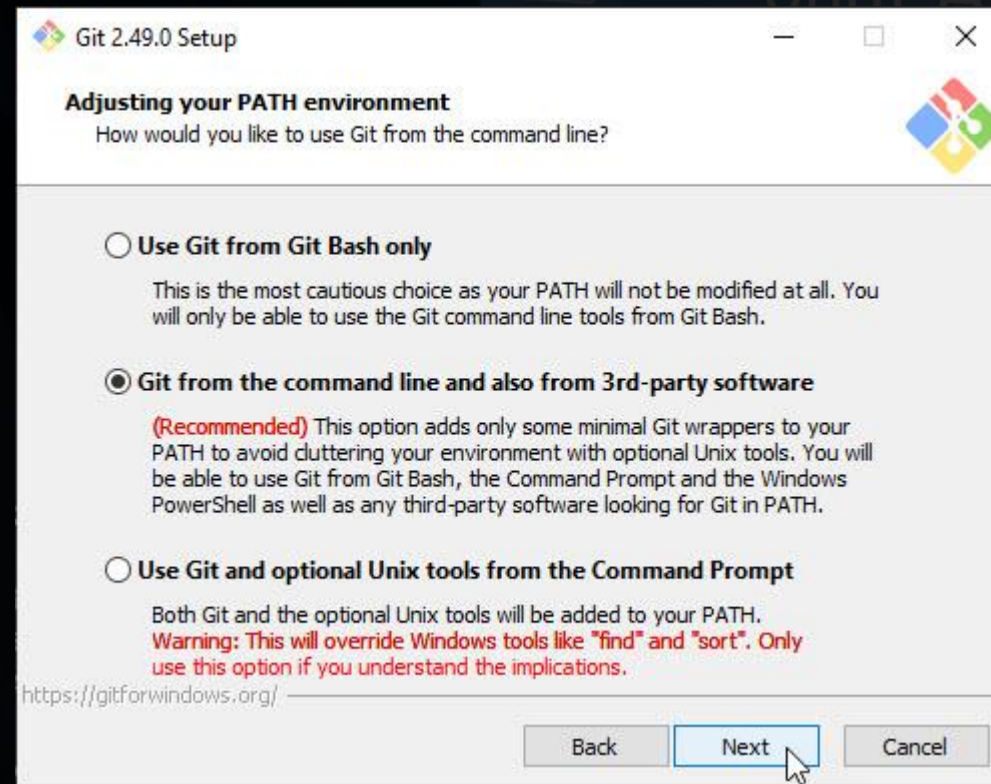 Git 2.49.0 Setup
Adjusting your PATH environment
How would you like to use Git from the command line?
Use Git from Git Bash only
This is the most cautious choice as your PATH will not be modified at all. You
will only be able to use the Git command line tools from Git Bash.
Git from the command line and also from 3rd-party software
(Recommended) This option adds only some minimal Git wrappers to your
PATH to avoid cluttering your environment with optional Unix tools. You will
be able to use Git from Git Bash, the Command Prompt and the Windows
PowerShell as well as any third-party software looking for Git in PATH.
Use Git and optional Unix tools from the Command Prompt
Both Git and the optional Unix tools will be added to your PATH.
Warning: This will override Windows tools like "find" and "sort". Only
use this option if you understand the implications.
https://gitforwindows.org/
Back Next Cancel